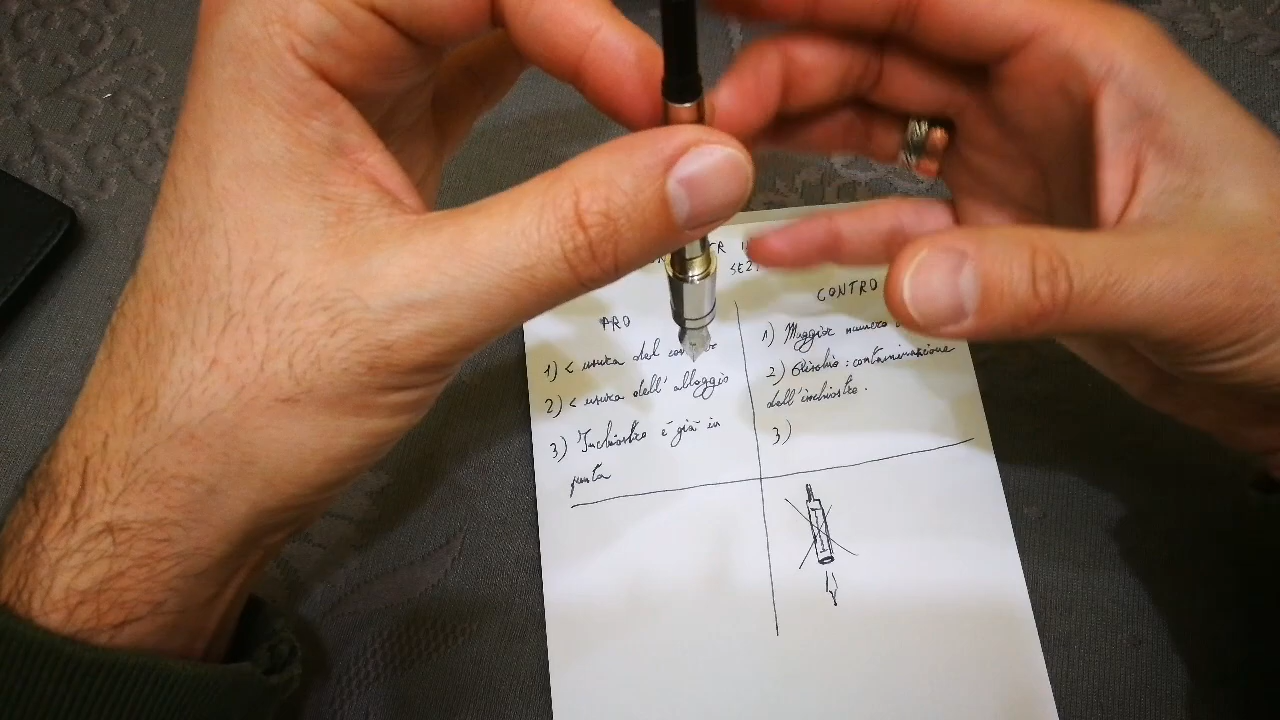 PRO
1) < usura del
2) < usura dell' alloggio
3) Inchiostro è già in
punta
CONTRO
1) Maggior numero
2) Rischio: contaminazione
dell'inchiostro.
3)